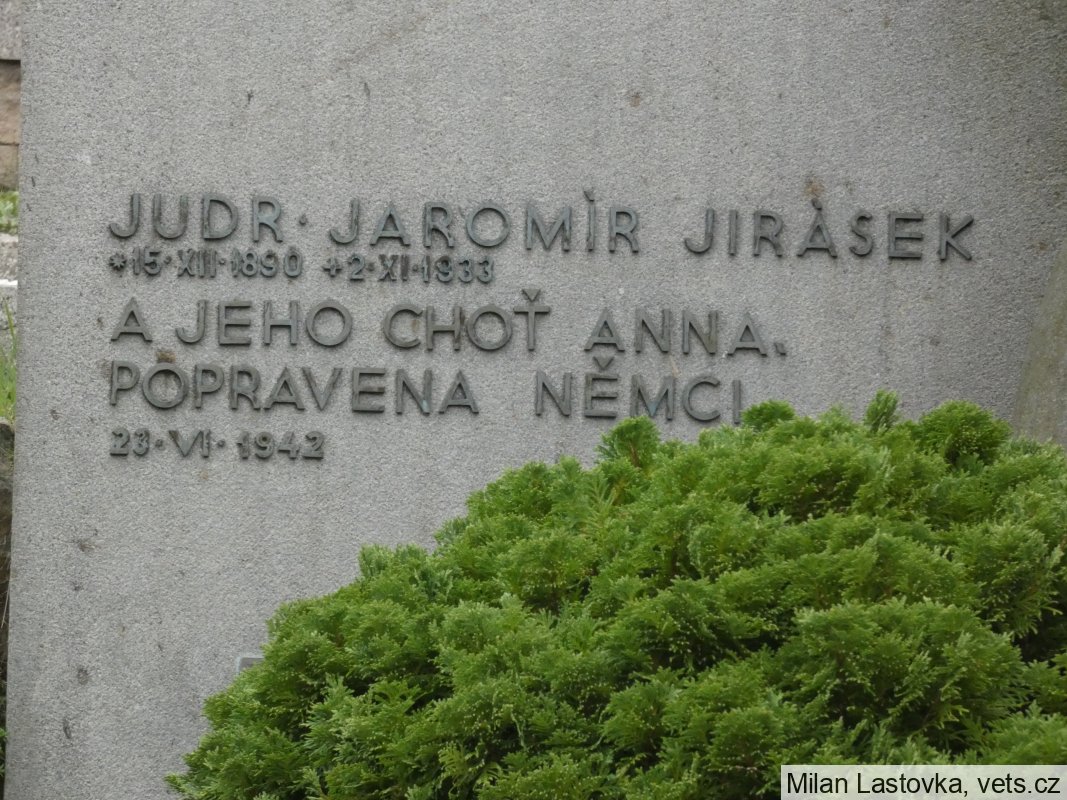 JUDR· JAROMÍR JIRÁSEK
*15·XII·1890 +2·XI·1933
A JEHO CHOŤ ANNA,
POPRAVENA NĚMCI
23·VI·1942
Milan Lastovka, vets.cz